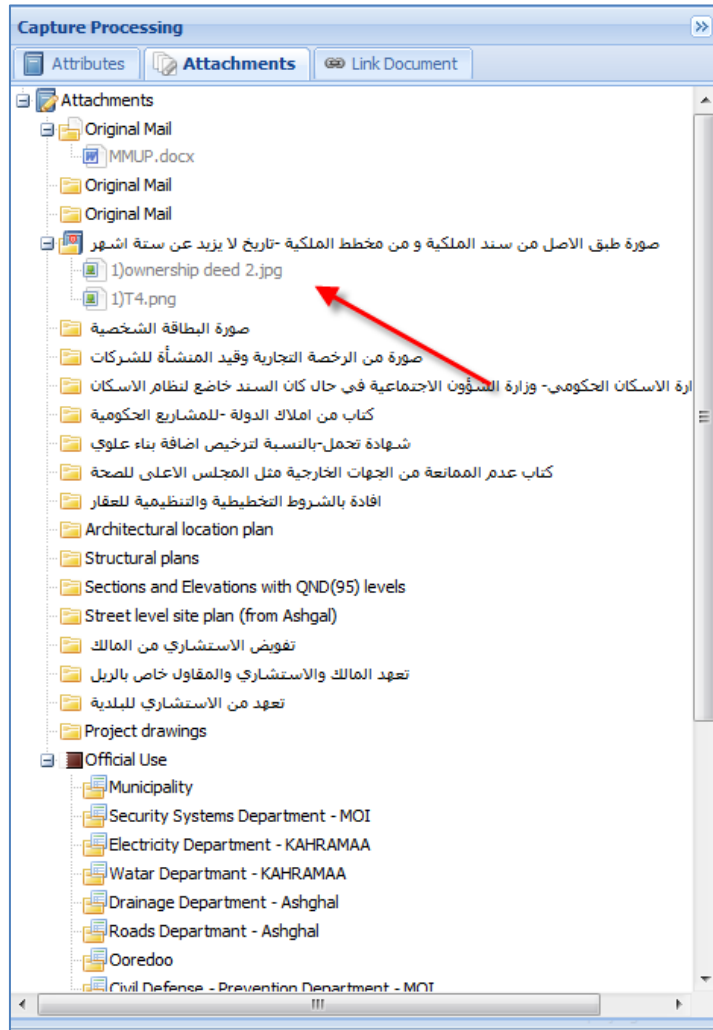 Capture Processing
Attributes Attachments Link Document
Attachments
Original Mail
MMUP.docx
Original Mail
Original Mail
صورة طبق الاصل من سند الملكية و من مخطط الملكية -تاريخ لا يزيد عن ستة اشهر
1)ownership deed 2.jpg
1)T4.png
صورة البطاقة الشخصية
صورة من الرخصة التجارية وقيد المنشأة للشركات
ارة الاسكان الحكومي- وزارة الشؤون الاجتماعية في حال كان السند خاضع لنظام الاسكان
كتاب من املاك الدولة -للمشاريع الحكومية
شهادة تحمل-بالنسبة لترخيص اضافة بناء علوي
كتاب عدم الممانعة من الجهات الخارجية مثل المجلس الاعلى للصحة
افادة بالشروط التخطيطية والتنظيمية للعقار
Architectural location plan
Structural plans
Sections and Elevations with QND(95) levels
Street level site plan (from Ashgal)
تفويض الاستشاري من المالك
تعهد المالك والاستشاري والمقاول خاص بالريل
تعهد من الاستشاري للبلدية
Project drawings
Official Use
Municipality
Security Systems Department - MOI
Electricity Department - KAHRAMAA
Watar Departmant - KAHRAMAA
Drainage Department - Ashghal
Roads Departmant - Ashghal
Ooredoo
Civil Defense - Prevention Department - MOI